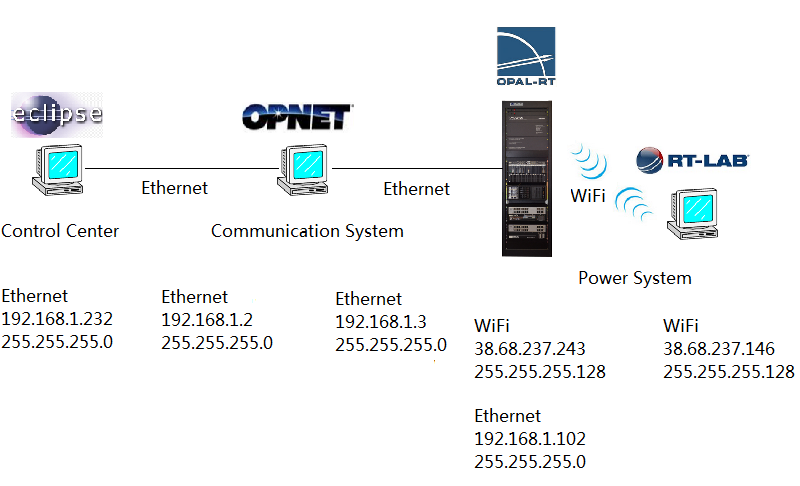 OPAL-RT
eclipse
OPNET
RT-LAB
Ethernet
Ethernet
WiFi
Control Center
Communication System
Power System
Ethernet
192.168.1.232
255.255.255.0
Ethernet
192.168.1.2
255.255.255.0
Ethernet
192.168.1.3
255.255.255.0
WiFi
38.68.237.243
255.255.255.128
WiFi
38.68.237.146
255.255.255.128
Ethernet
192.168.1.102
255.255.255.0